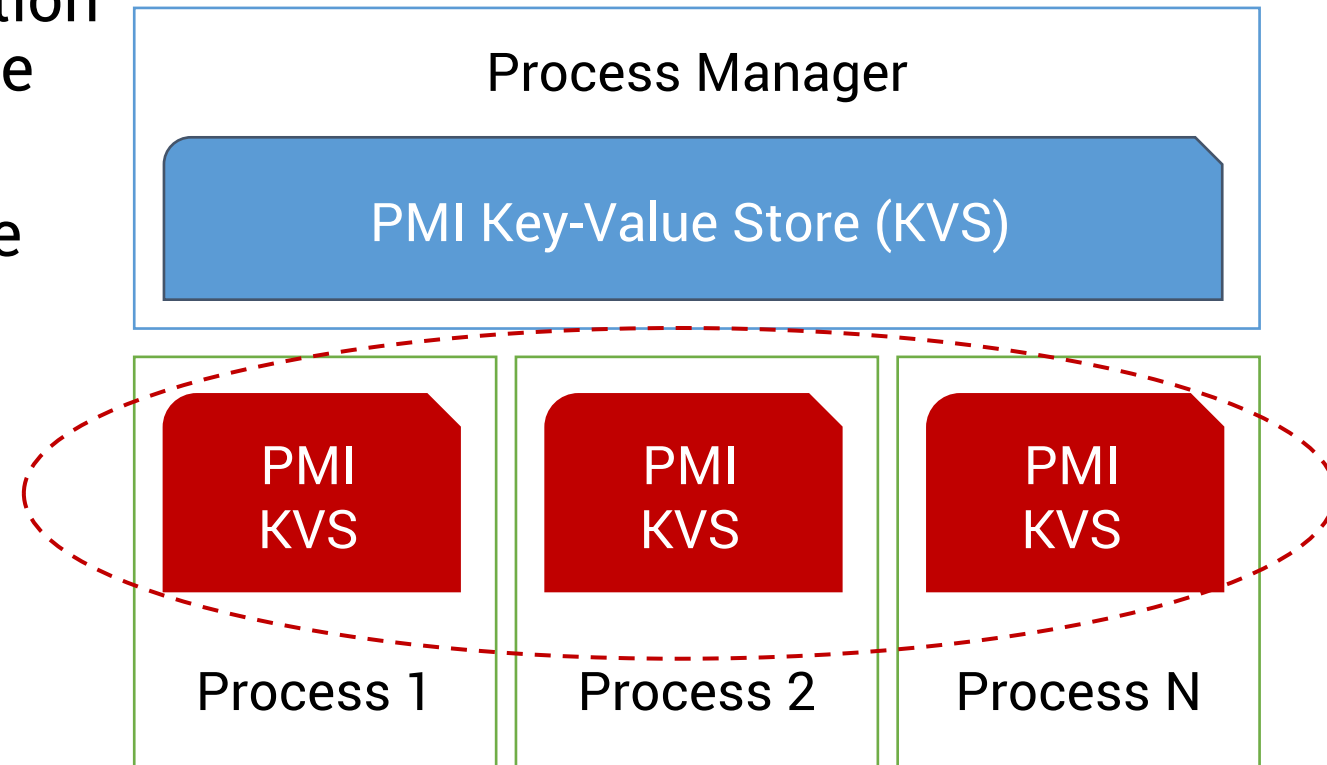 Process Manager
PMI Key-Value Store (KVS)
PMI
KVS
PMI
KVS
PMI
KVS
Process 1
Process 2
Process N